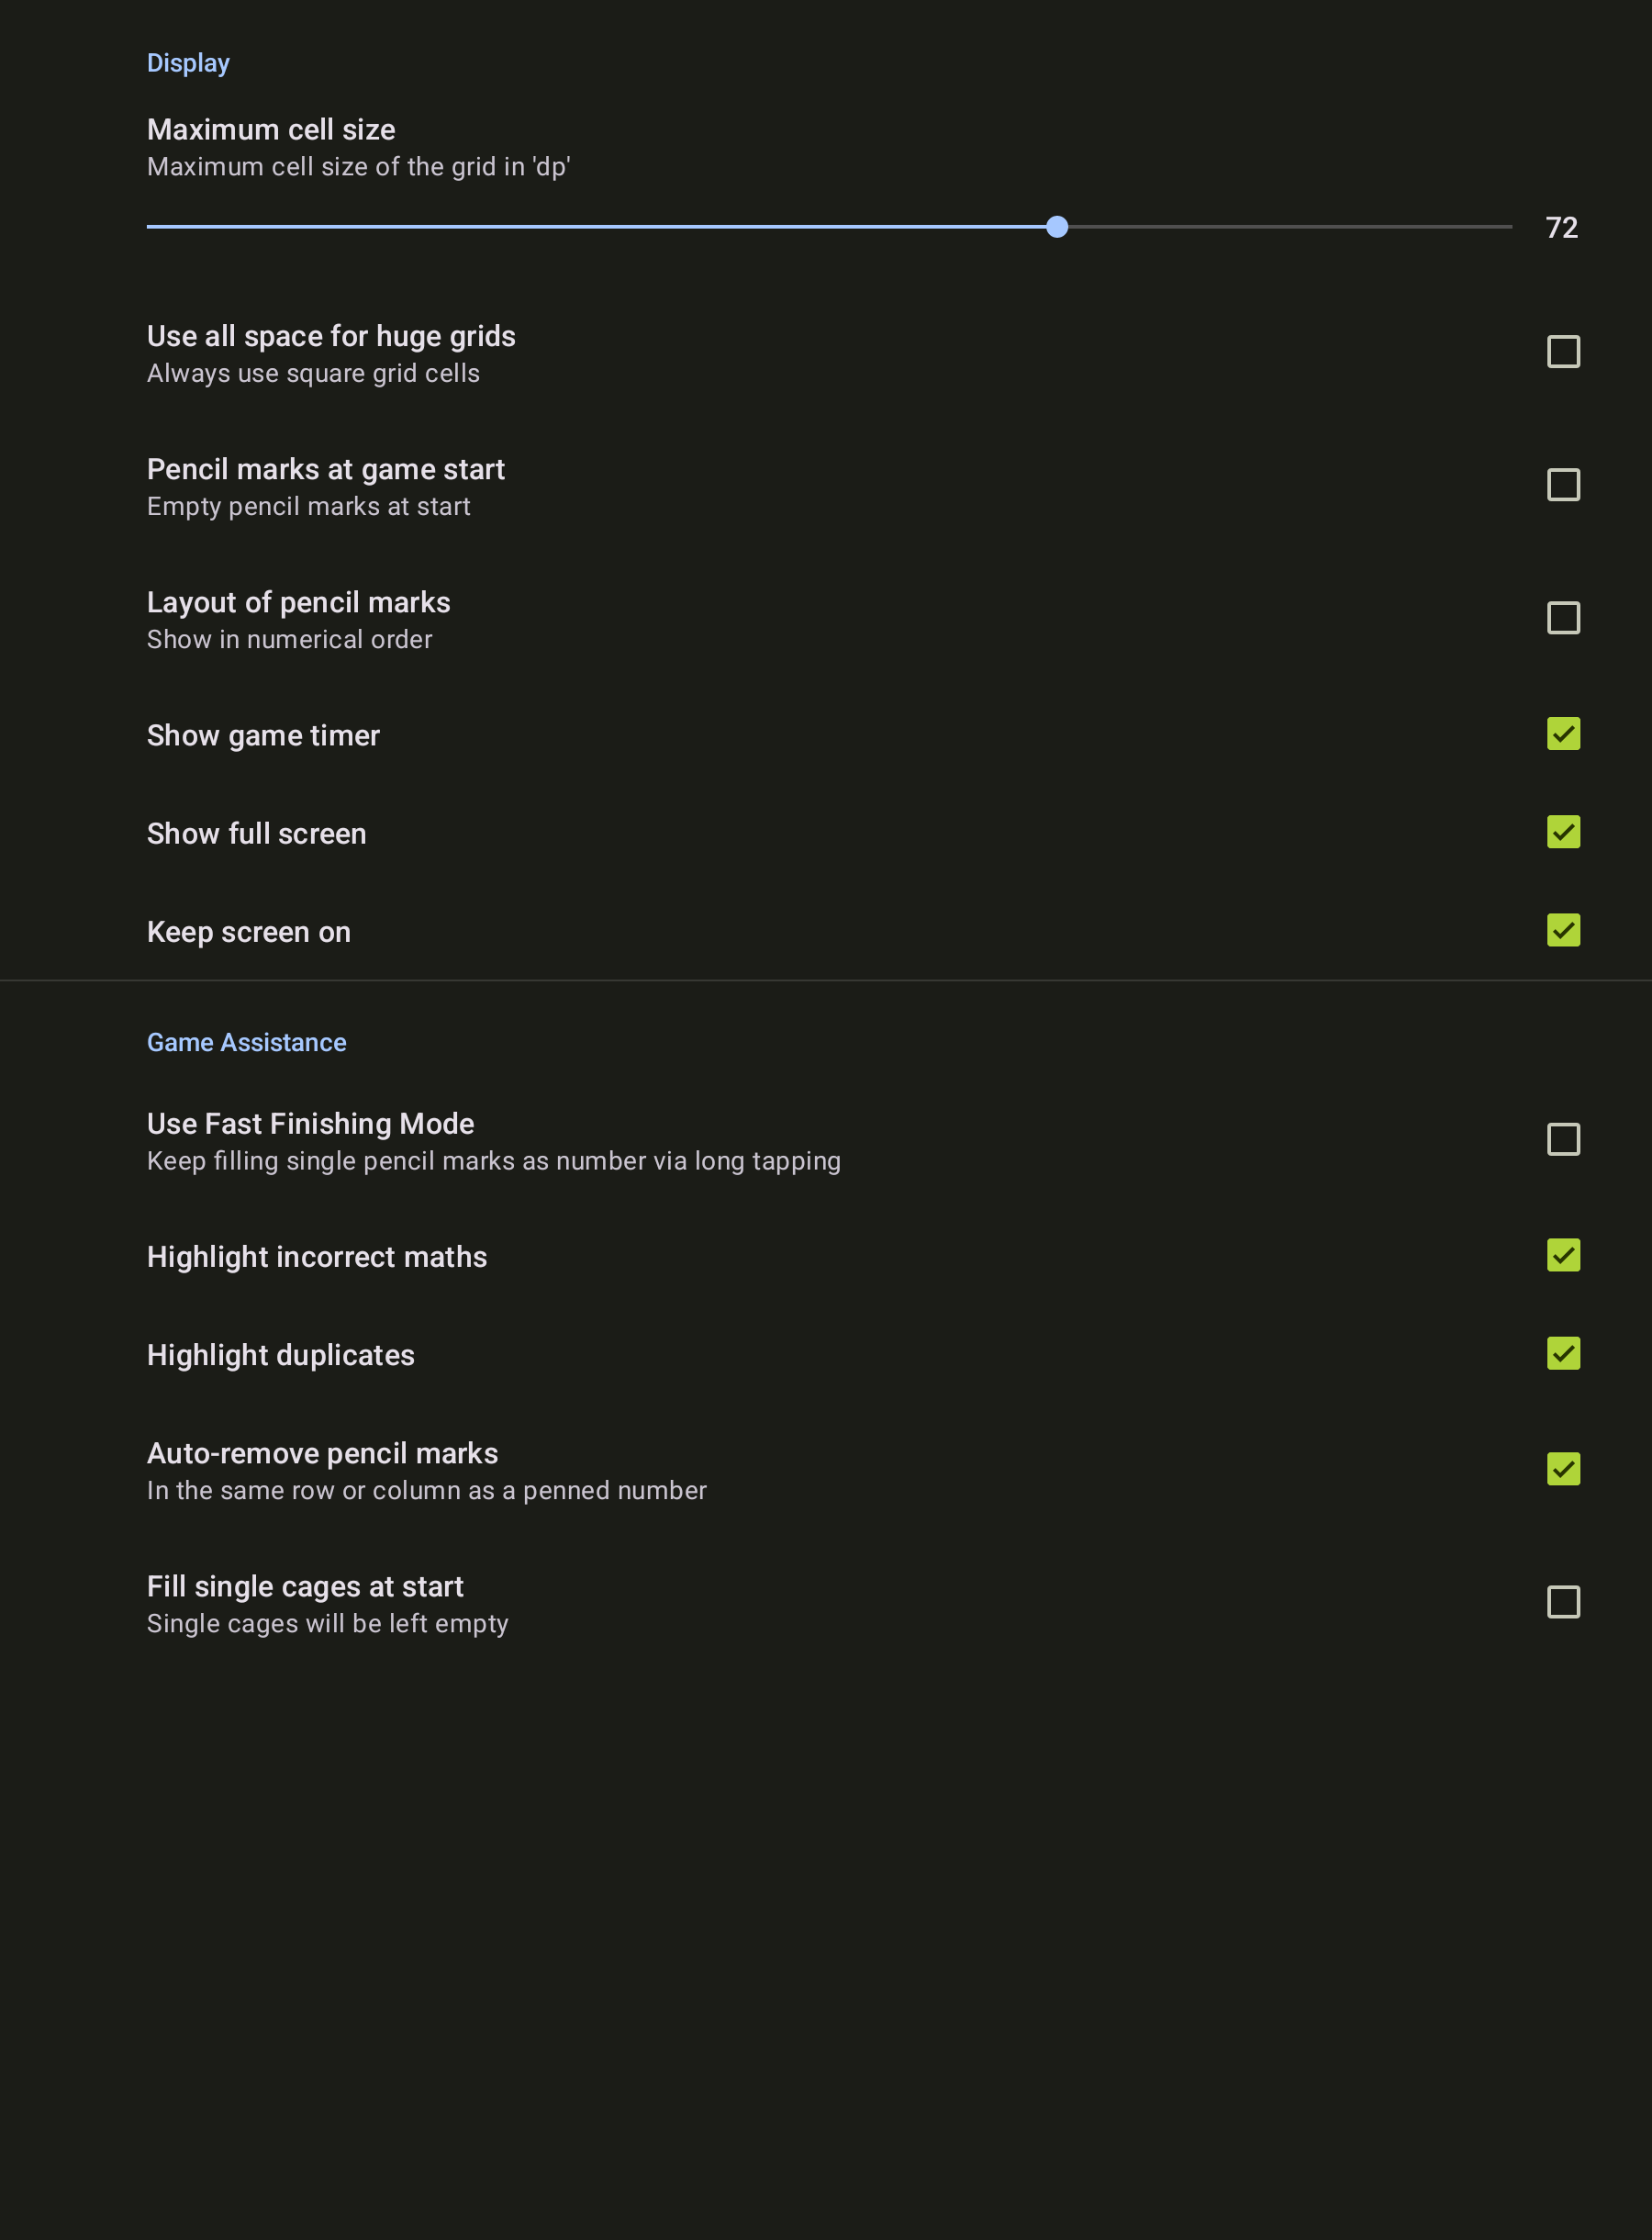 Display
Maximum cell size
Maximum cell size of the grid in 'dp'
72
Use all space for huge grids
Always use square grid cells
Pencil marks at game start
Empty pencil marks at start
Layout of pencil marks
Show in numerical order
Show game timer
Show full screen
Keep screen on
Game Assistance
Use Fast Finishing Mode
Keep filling single pencil marks as number via long tapping
Highlight incorrect maths
Highlight duplicates
Auto-remove pencil marks
In the same row or column as a penned number
Fill single cages at start
Single cages will be left empty